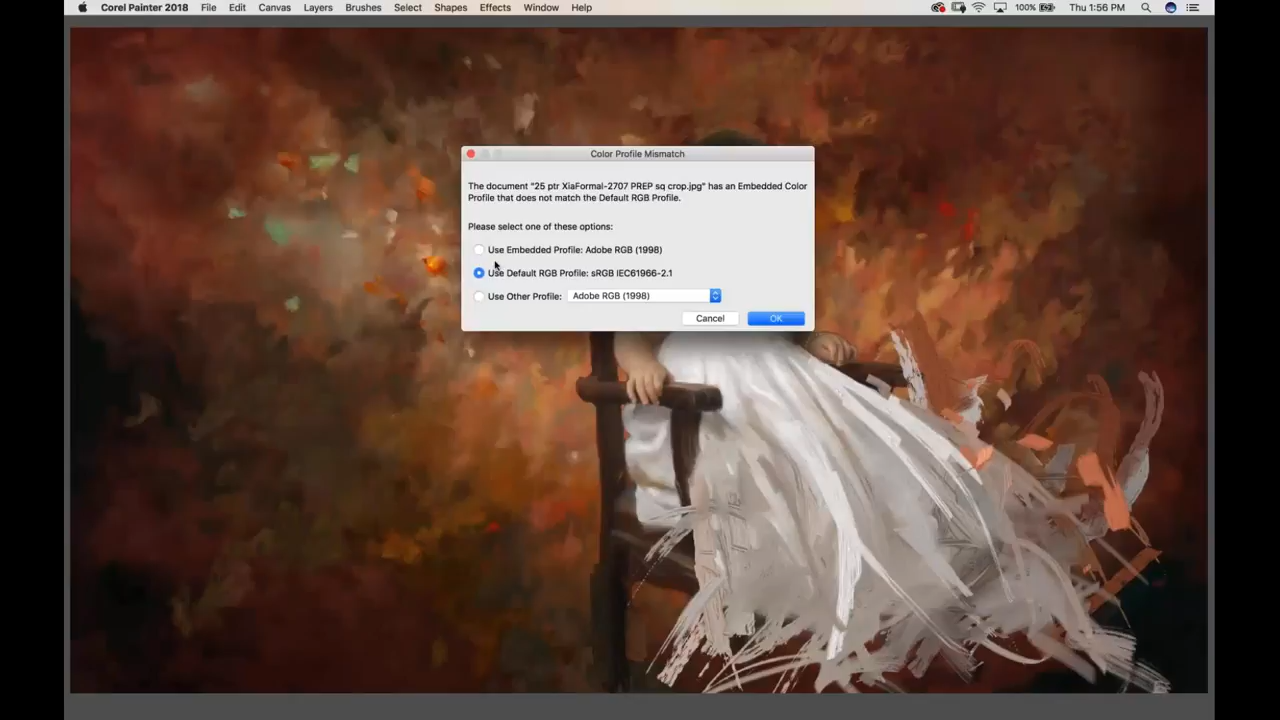 Corel Painter 2018 File Edit Canvas Layers Brushes Select Shapes Effects Window Help 100% Thu 1:56 PM
Color Profile Mismatch
The document "25 ptr XiaFormal-2707 PREP sq crop.jpg" has an Embedded Color
Profile that does not match the Default RGB Profile.
Please select one of these options:
Use Embedded Profile: Adobe RGB (1998)
Use Default RGB Profile: sRGB IEC61966-2.1
Use Other Profile: Adobe RGB (1998)
Cancel OK